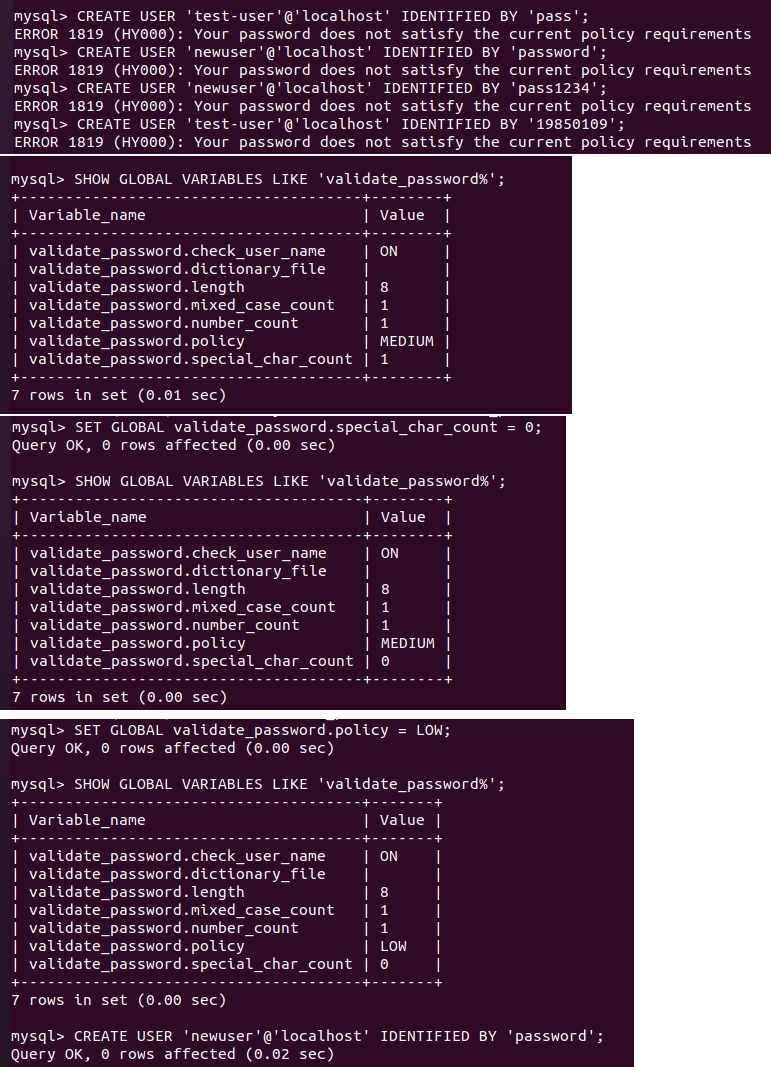 mysql> CREATE USER 'test-user'@'localhost' IDENTIFIED BY 'pass';
ERROR 1819 (HY000): Your password does not satisfy the current policy requirements
mysql> CREATE USER 'newuser'@'localhost' IDENTIFIED BY 'password';
ERROR 1819 (HY000): Your password does not satisfy the current policy requirements
mysql> CREATE USER 'newuser'@'localhost' IDENTIFIED BY 'pass1234';
ERROR 1819 (HY000): Your password does not satisfy the current policy requirements
mysql> CREATE USER 'test-user'@'localhost' IDENTIFIED BY '19850109';
ERROR 1819 (HY000): Your password does not satisfy the current policy requirements
mysql> SHOW GLOBAL VARIABLES LIKE 'validate_password%';
+--------------------------------------+--------+
| Variable_name                        | Value  |
+--------------------------------------+--------+
| validate_password.check_user_name    | ON     |
| validate_password.dictionary_file    |        |
| validate_password.length             | 8      |
| validate_password.mixed_case_count   | 1      |
| validate_password.number_count       | 1      |
| validate_password.policy             | MEDIUM |
| validate_password.special_char_count | 1      |
+--------------------------------------+--------+
7 rows in set (0.01 sec)
mysql> SET GLOBAL validate_password.special_char_count = 0;
Query OK, 0 rows affected (0.00 sec)
mysql> SHOW GLOBAL VARIABLES LIKE 'validate_password%';
+--------------------------------------+--------+
| Variable_name                        | Value  |
+--------------------------------------+--------+
| validate_password.check_user_name    | ON     |
| validate_password.dictionary_file    |        |
| validate_password.length             | 8      |
| validate_password.mixed_case_count   | 1      |
| validate_password.number_count       | 1      |
| validate_password.policy             | MEDIUM |
| validate_password.special_char_count | 0      |
+--------------------------------------+--------+
7 rows in set (0.00 sec)
mysql> SET GLOBAL validate_password.policy = LOW;
Query OK, 0 rows affected (0.00 sec)
mysql> SHOW GLOBAL VARIABLES LIKE 'validate_password%';
+--------------------------------------+-------+
| Variable_name                        | Value |
+--------------------------------------+-------+
| validate_password.check_user_name    | ON    |
| validate_password.dictionary_file    |       |
| validate_password.length             | 8     |
| validate_password.mixed_case_count   | 1     |
| validate_password.number_count       | 1     |
| validate_password.policy             | LOW   |
| validate_password.special_char_count | 0     |
+--------------------------------------+-------+
7 rows in set (0.00 sec)
mysql> CREATE USER 'newuser'@'localhost' IDENTIFIED BY 'password';
Query OK, 0 rows affected (0.02 sec)